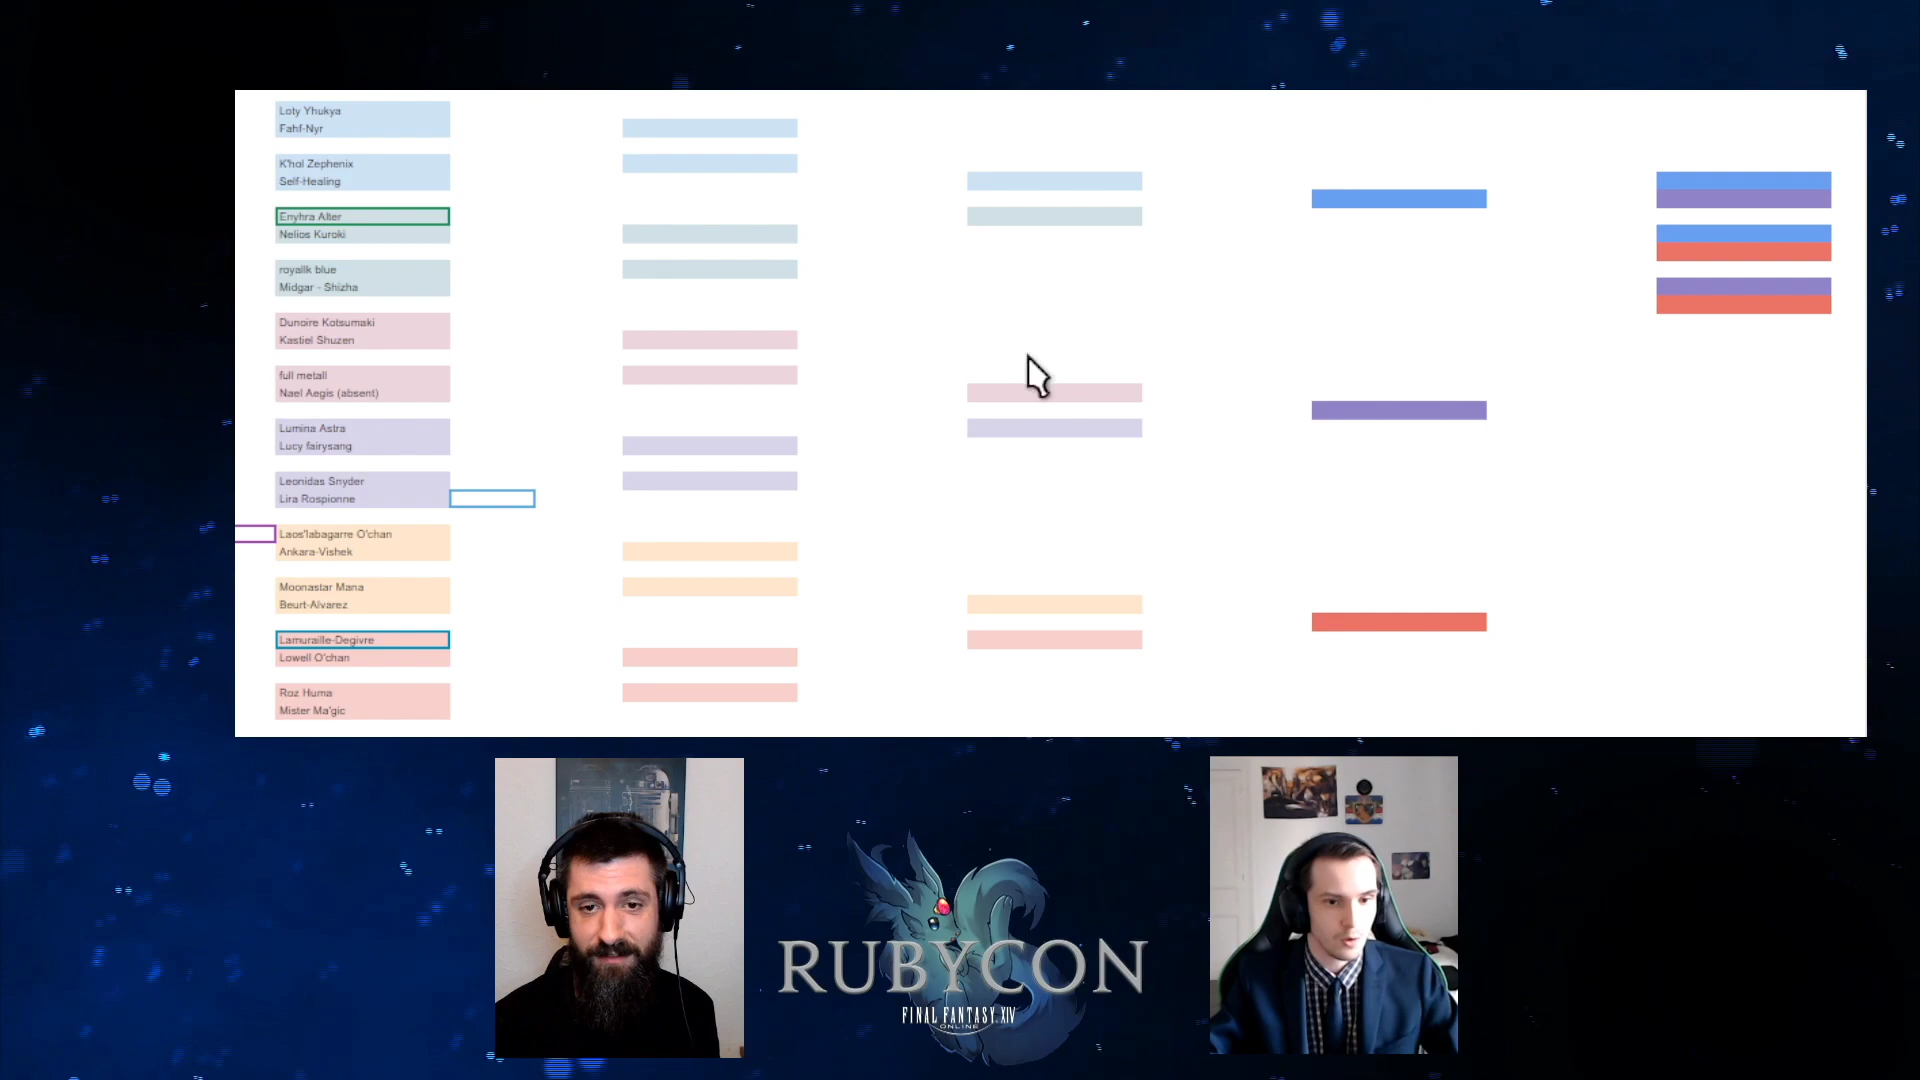 Loty Yhukya
Fahf-Nyr
K'hol Zephenix
Self-Healing
Enyhra Alter
Nelios Kuroki
royallk blue
Midgar - Shizha
Dunoire Kotsumaki
Kastiel Shuzen
full metall
Nael Aegis (absent)
Lumina Astra
Lucy fairysang
Leonidas Snyder
Lira Rospionne
Laos'labagarre O'chan
Ankara-Vishek
Moonastar Mana
Beurt-Alvarez
Lamuraille-Degivre
Lowell O'chan
Roz Huma
Mister Ma'gic
RUBYCON
FINAL FANTASY XIV
ONLINE